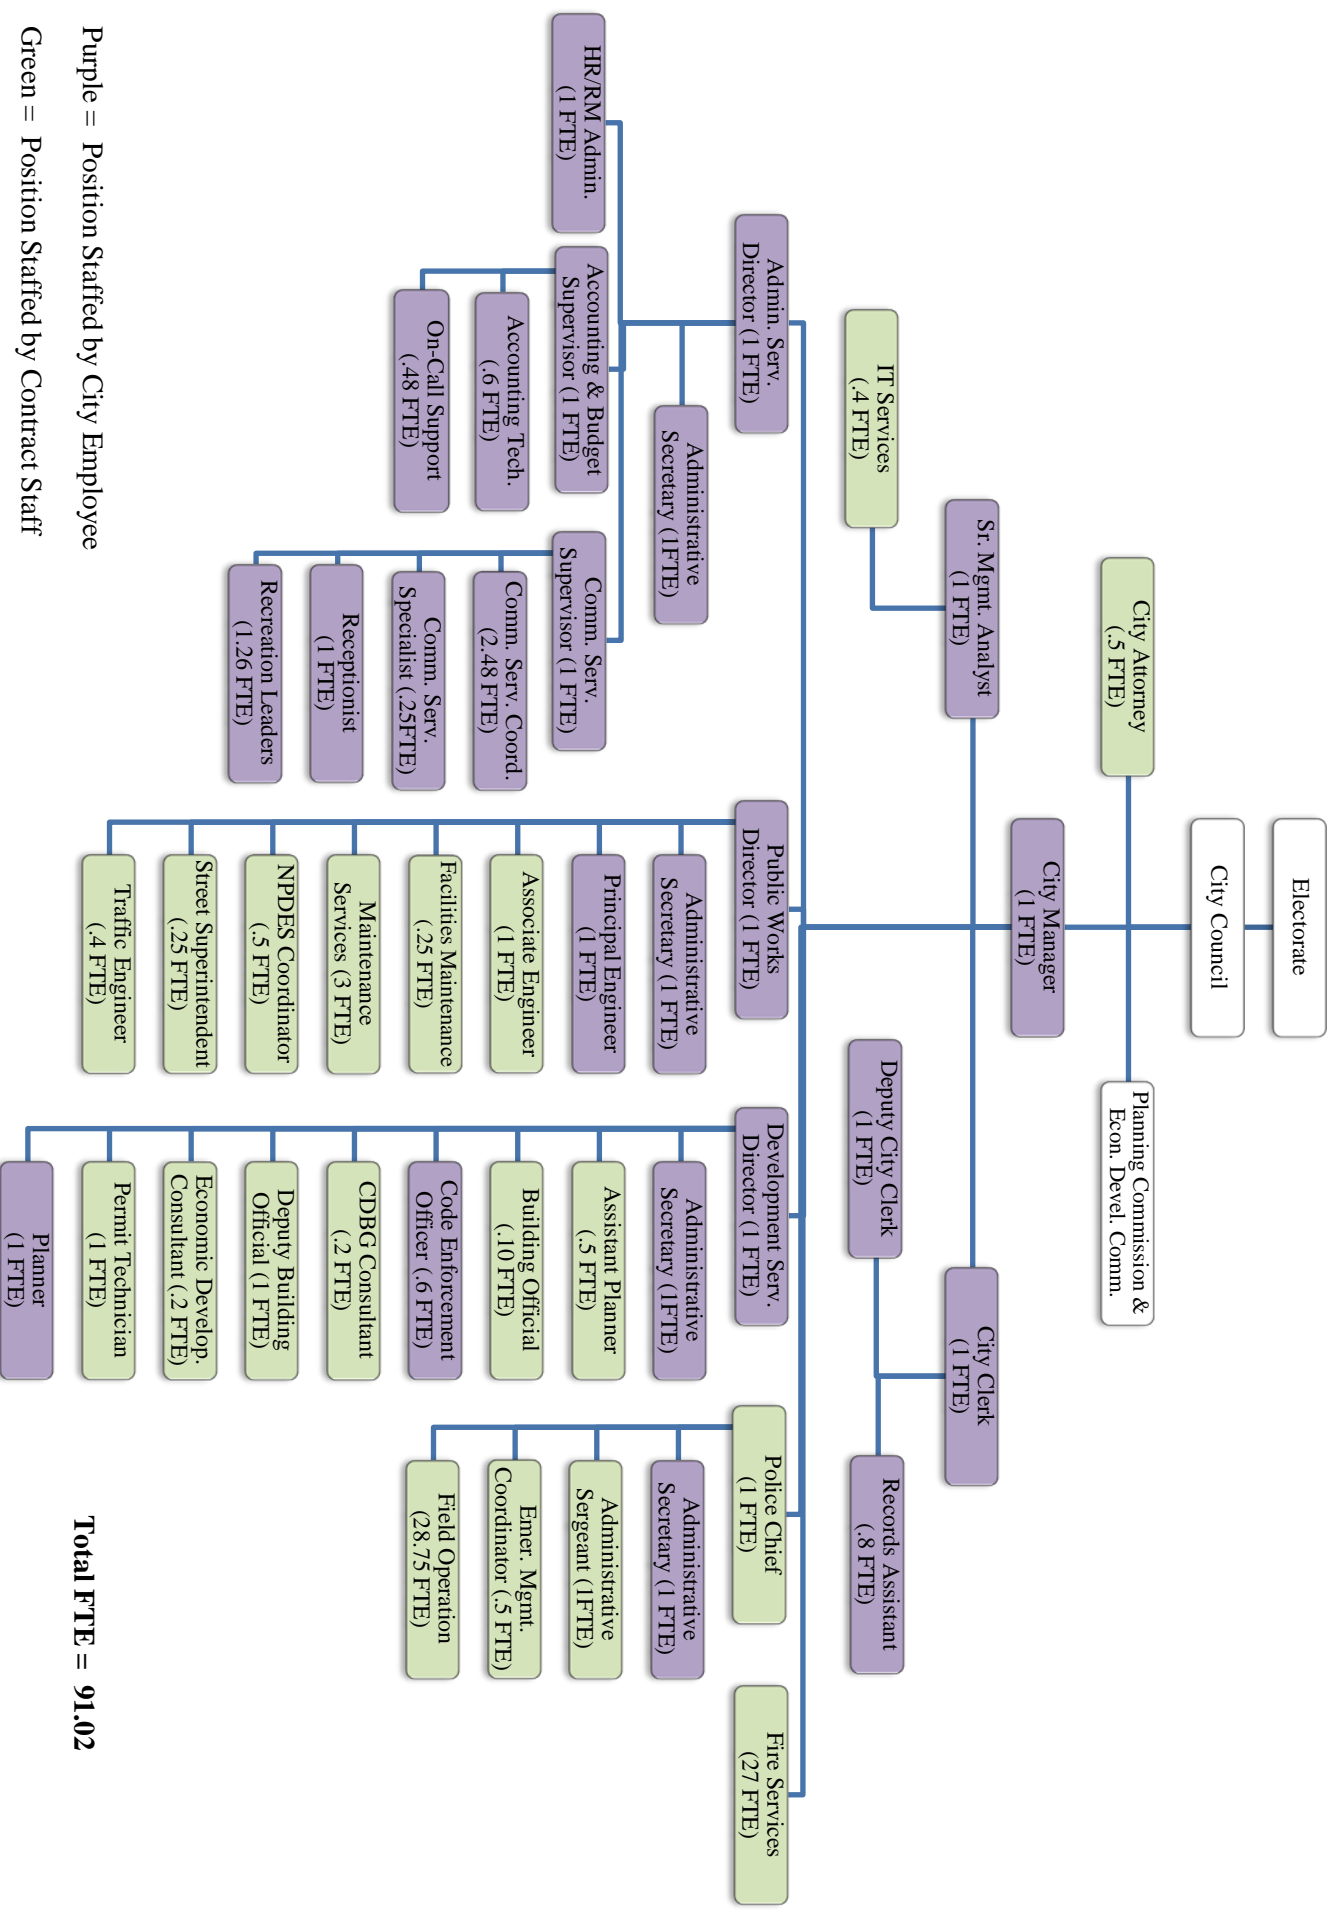 Electorate
City Council
City Attorney
(.5 FTE)
Planning Commission &
Econ. Devel. Comm.
City Manager
(1 FTE)
Sr. Mgmt. Analyst
(1 FTE)
City Clerk
(1 FTE)
IT Services
(.4 FTE)
Deputy City Clerk
(1 FTE)
Records Assistant
(.8 FTE)
Admin. Serv.
Director (1 FTE)
Administrative
Secretary (1FTE)
HR/RM Admin.
(1 FTE)
Accounting & Budget
Supervisor (1 FTE)
Accounting Tech.
(.6 FTE)
On-Call Support
(.48 FTE)
Comm. Serv.
Supervisor (1 FTE)
Comm. Serv. Coord.
(2.48 FTE)
Comm. Serv.
Specialist (.25FTE)
Receptionist
(1 FTE)
Recreation Leaders
(1.26 FTE)
Public Works
Director (1 FTE)
Administrative
Secretary (1 FTE)
Principal Engineer
(1 FTE)
Associate Engineer
(1 FTE)
Facilities Maintenance
(.25 FTE)
Maintenance
Services (3 FTE)
NPDES Coordinator
(.5 FTE)
Street Superintendent
(.25 FTE)
Traffic Engineer
(.4 FTE)
Development Serv.
Director (1 FTE)
Administrative
Secretary (1FTE)
Assistant Planner
(.5 FTE)
Building Official
(.10 FTE)
Code Enforcement
Officer (.6 FTE)
CDBG Consultant
(.2 FTE)
Deputy Building
Official (1 FTE)
Economic Develop.
Consultant (.2 FTE)
Permit Technician
(1 FTE)
Planner
(1 FTE)
Police Chief
(1 FTE)
Administrative
Secretary (1 FTE)
Administrative
Sergeant (1FTE)
Emer. Mgmt.
Coordinator (.5 FTE)
Field Operation
(28.75 FTE)
Fire Services
(27 FTE)
Purple = Position Staffed by City Employee
Green = Position Staffed by Contract Staff
Total FTE = 91.02